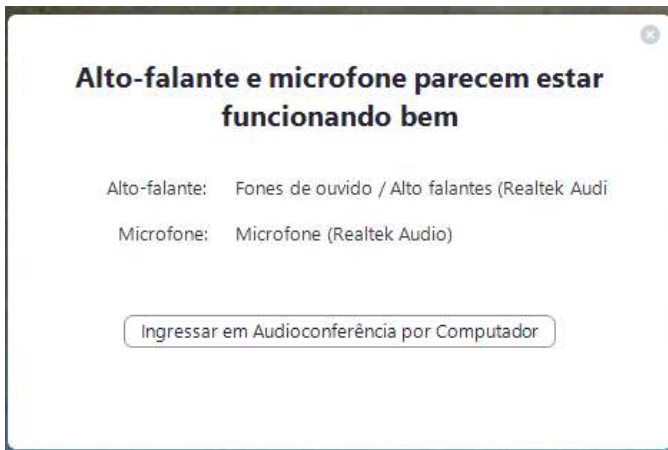 Alto-falante e microfone parecem estar
funcionando bem
Alto-falante: Fones de ouvido / Alto falantes (Realtek Audi
Microfone: Microfone (Realtek Audio)
Ingressar em Audioconferência por Computador